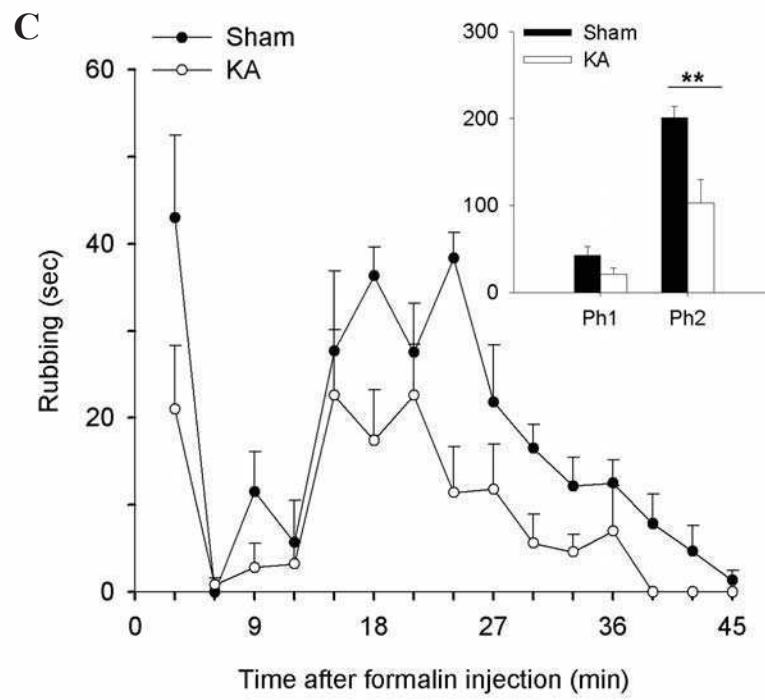 C
Sham
KA
60
40
20
0
Rubbing (sec)
0 9 18 27 36 45
Time after formalin injection (min)
300
200
100
0
Sham
KA
**
Ph1 Ph2